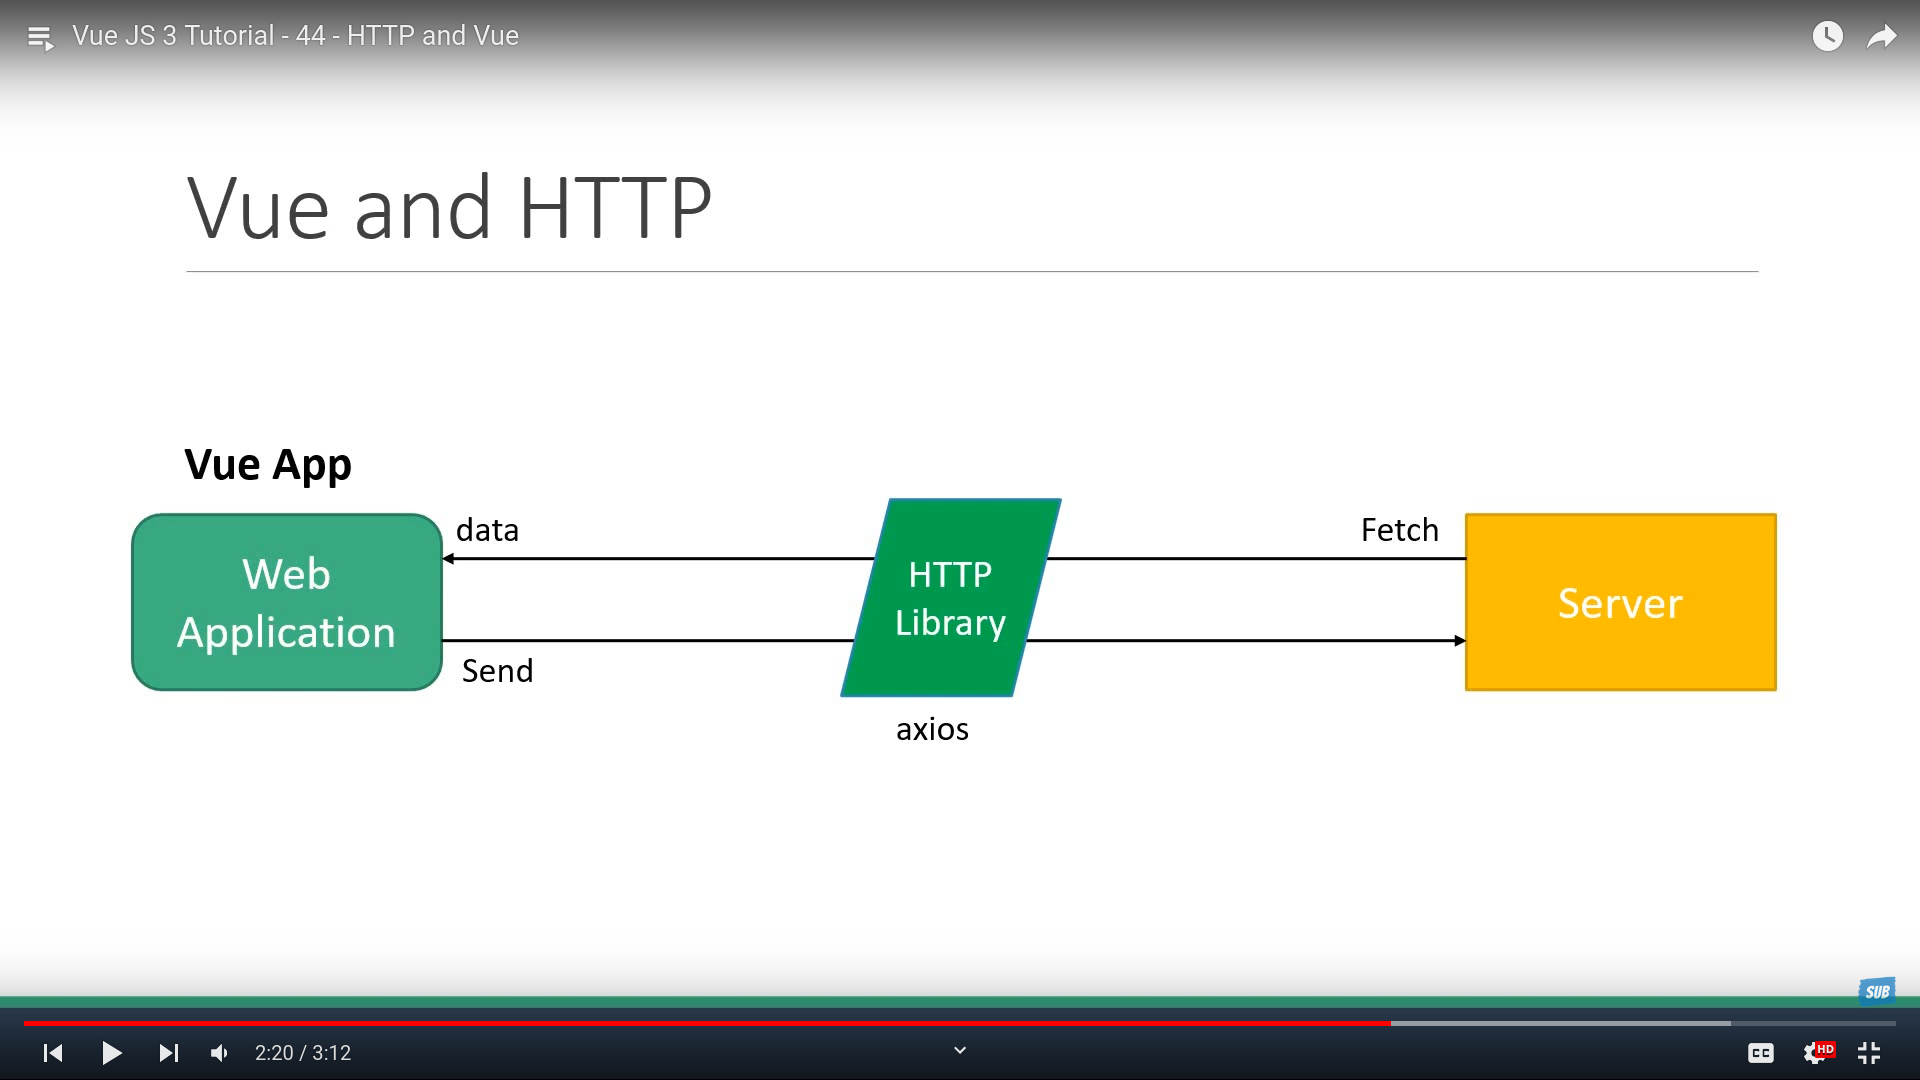 Vue JS 3 Tutorial - 44 - HTTP and Vue
Vue and HTTP
Vue App
Web
Application
data
Send
HTTP
Library
axios
Fetch
Server
SUB
2:20 / 3:12
CC
HD